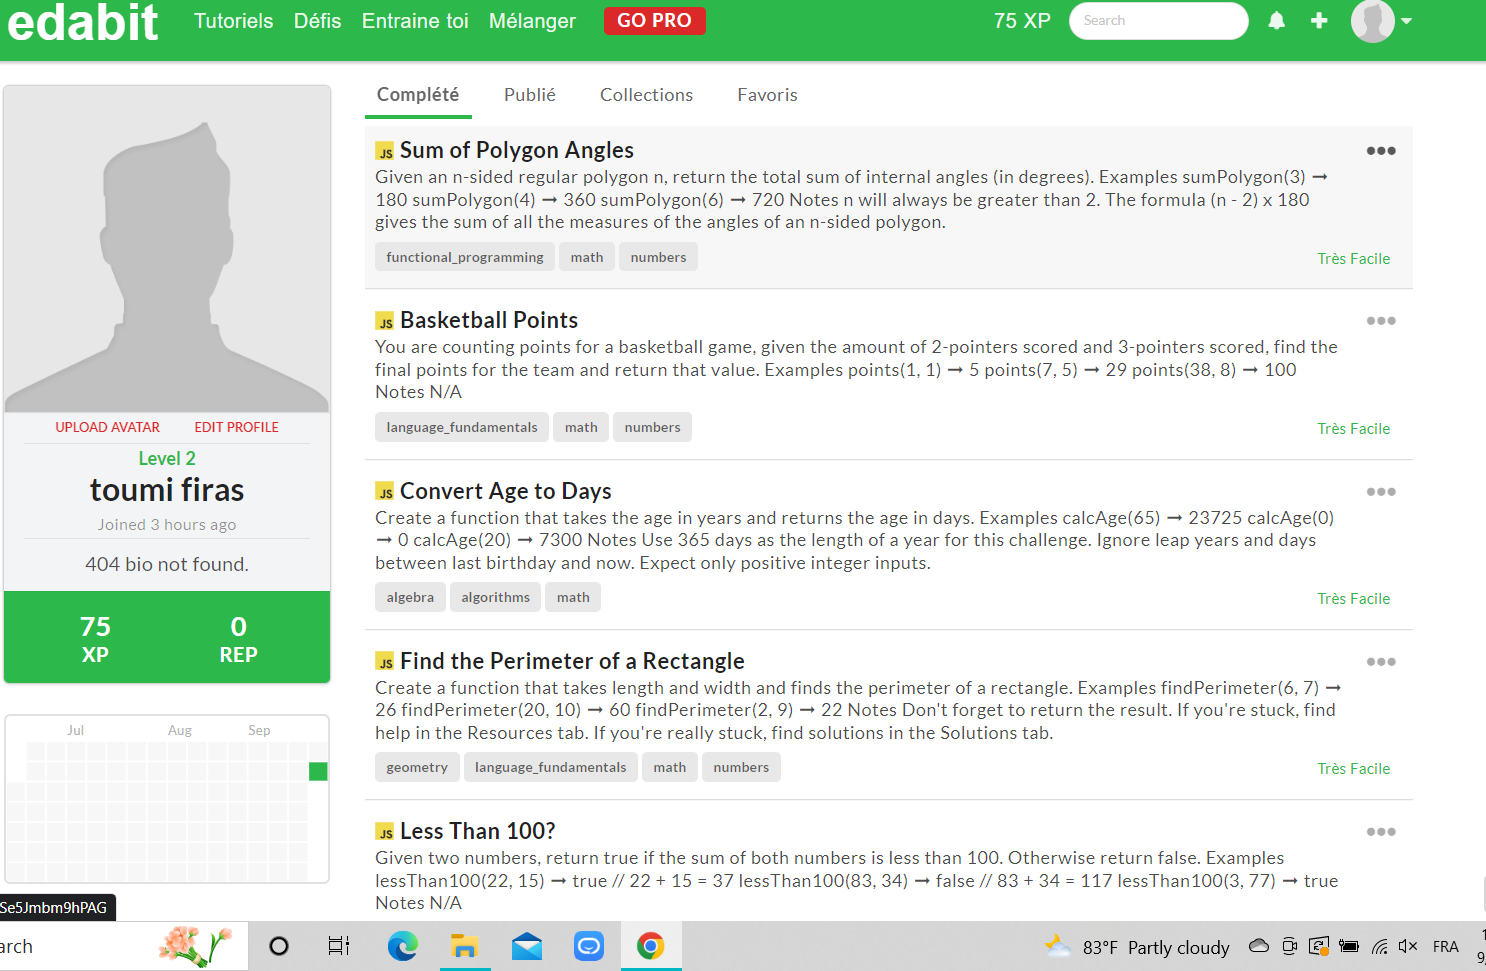 edabit Tutoriels Défis Entraine toi Mélanger GO PRO 75 XP Search
Complété Publié Collections Favoris
JS Sum of Polygon Angles
Given an n-sided regular polygon n, return the total sum of internal angles (in degrees). Examples sumPolygon(3) →
180 sumPolygon(4) → 360 sumPolygon(6) → 720 Notes n will always be greater than 2. The formula (n - 2) x 180
gives the sum of all the measures of the angles of an n-sided polygon.
functional_programming math numbers
Très Facile
JS Basketball Points
You are counting points for a basketball game, given the amount of 2-pointers scored and 3-pointers scored, find the
final points for the team and return that value. Examples points(1, 1) → 5 points(7, 5) → 29 points(38, 8) → 100
Notes N/A
language_fundamentals math numbers
Très Facile
JS Convert Age to Days
Create a function that takes the age in years and returns the age in days. Examples calcAge(65) → 23725 calcAge(0)
→ 0 calcAge(20) → 7300 Notes Use 365 days as the length of a year for this challenge. Ignore leap years and days
between last birthday and now. Expect only positive integer inputs.
algebra algorithms math
Très Facile
JS Find the Perimeter of a Rectangle
Create a function that takes length and width and finds the perimeter of a rectangle. Examples findPerimeter(6, 7) →
26 findPerimeter(20, 10) → 60 findPerimeter(2, 9) → 22 Notes Don't forget to return the result. If you're stuck, find
help in the Resources tab. If you're really stuck, find solutions in the Solutions tab.
geometry language_fundamentals math numbers
Très Facile
JS Less Than 100?
Given two numbers, return true if the sum of both numbers is less than 100. Otherwise return false. Examples
lessThan100(22, 15) → true // 22 + 15 = 37 lessThan100(83, 34) → false // 83 + 34 = 117 lessThan100(3, 77) → true
Notes N/A
UPLOAD AVATAR EDIT PROFILE
Level 2
toumi firas
Joined 3 hours ago
404 bio not found.
75 0
XP REP
Jul Aug Sep
Se5Jmbm9hPAG
arch 83°F Partly cloudy FRA